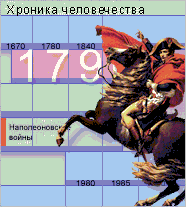 Хроника человечества
1670 1780 1840
179
Наполеоновские
войны
1980 1985